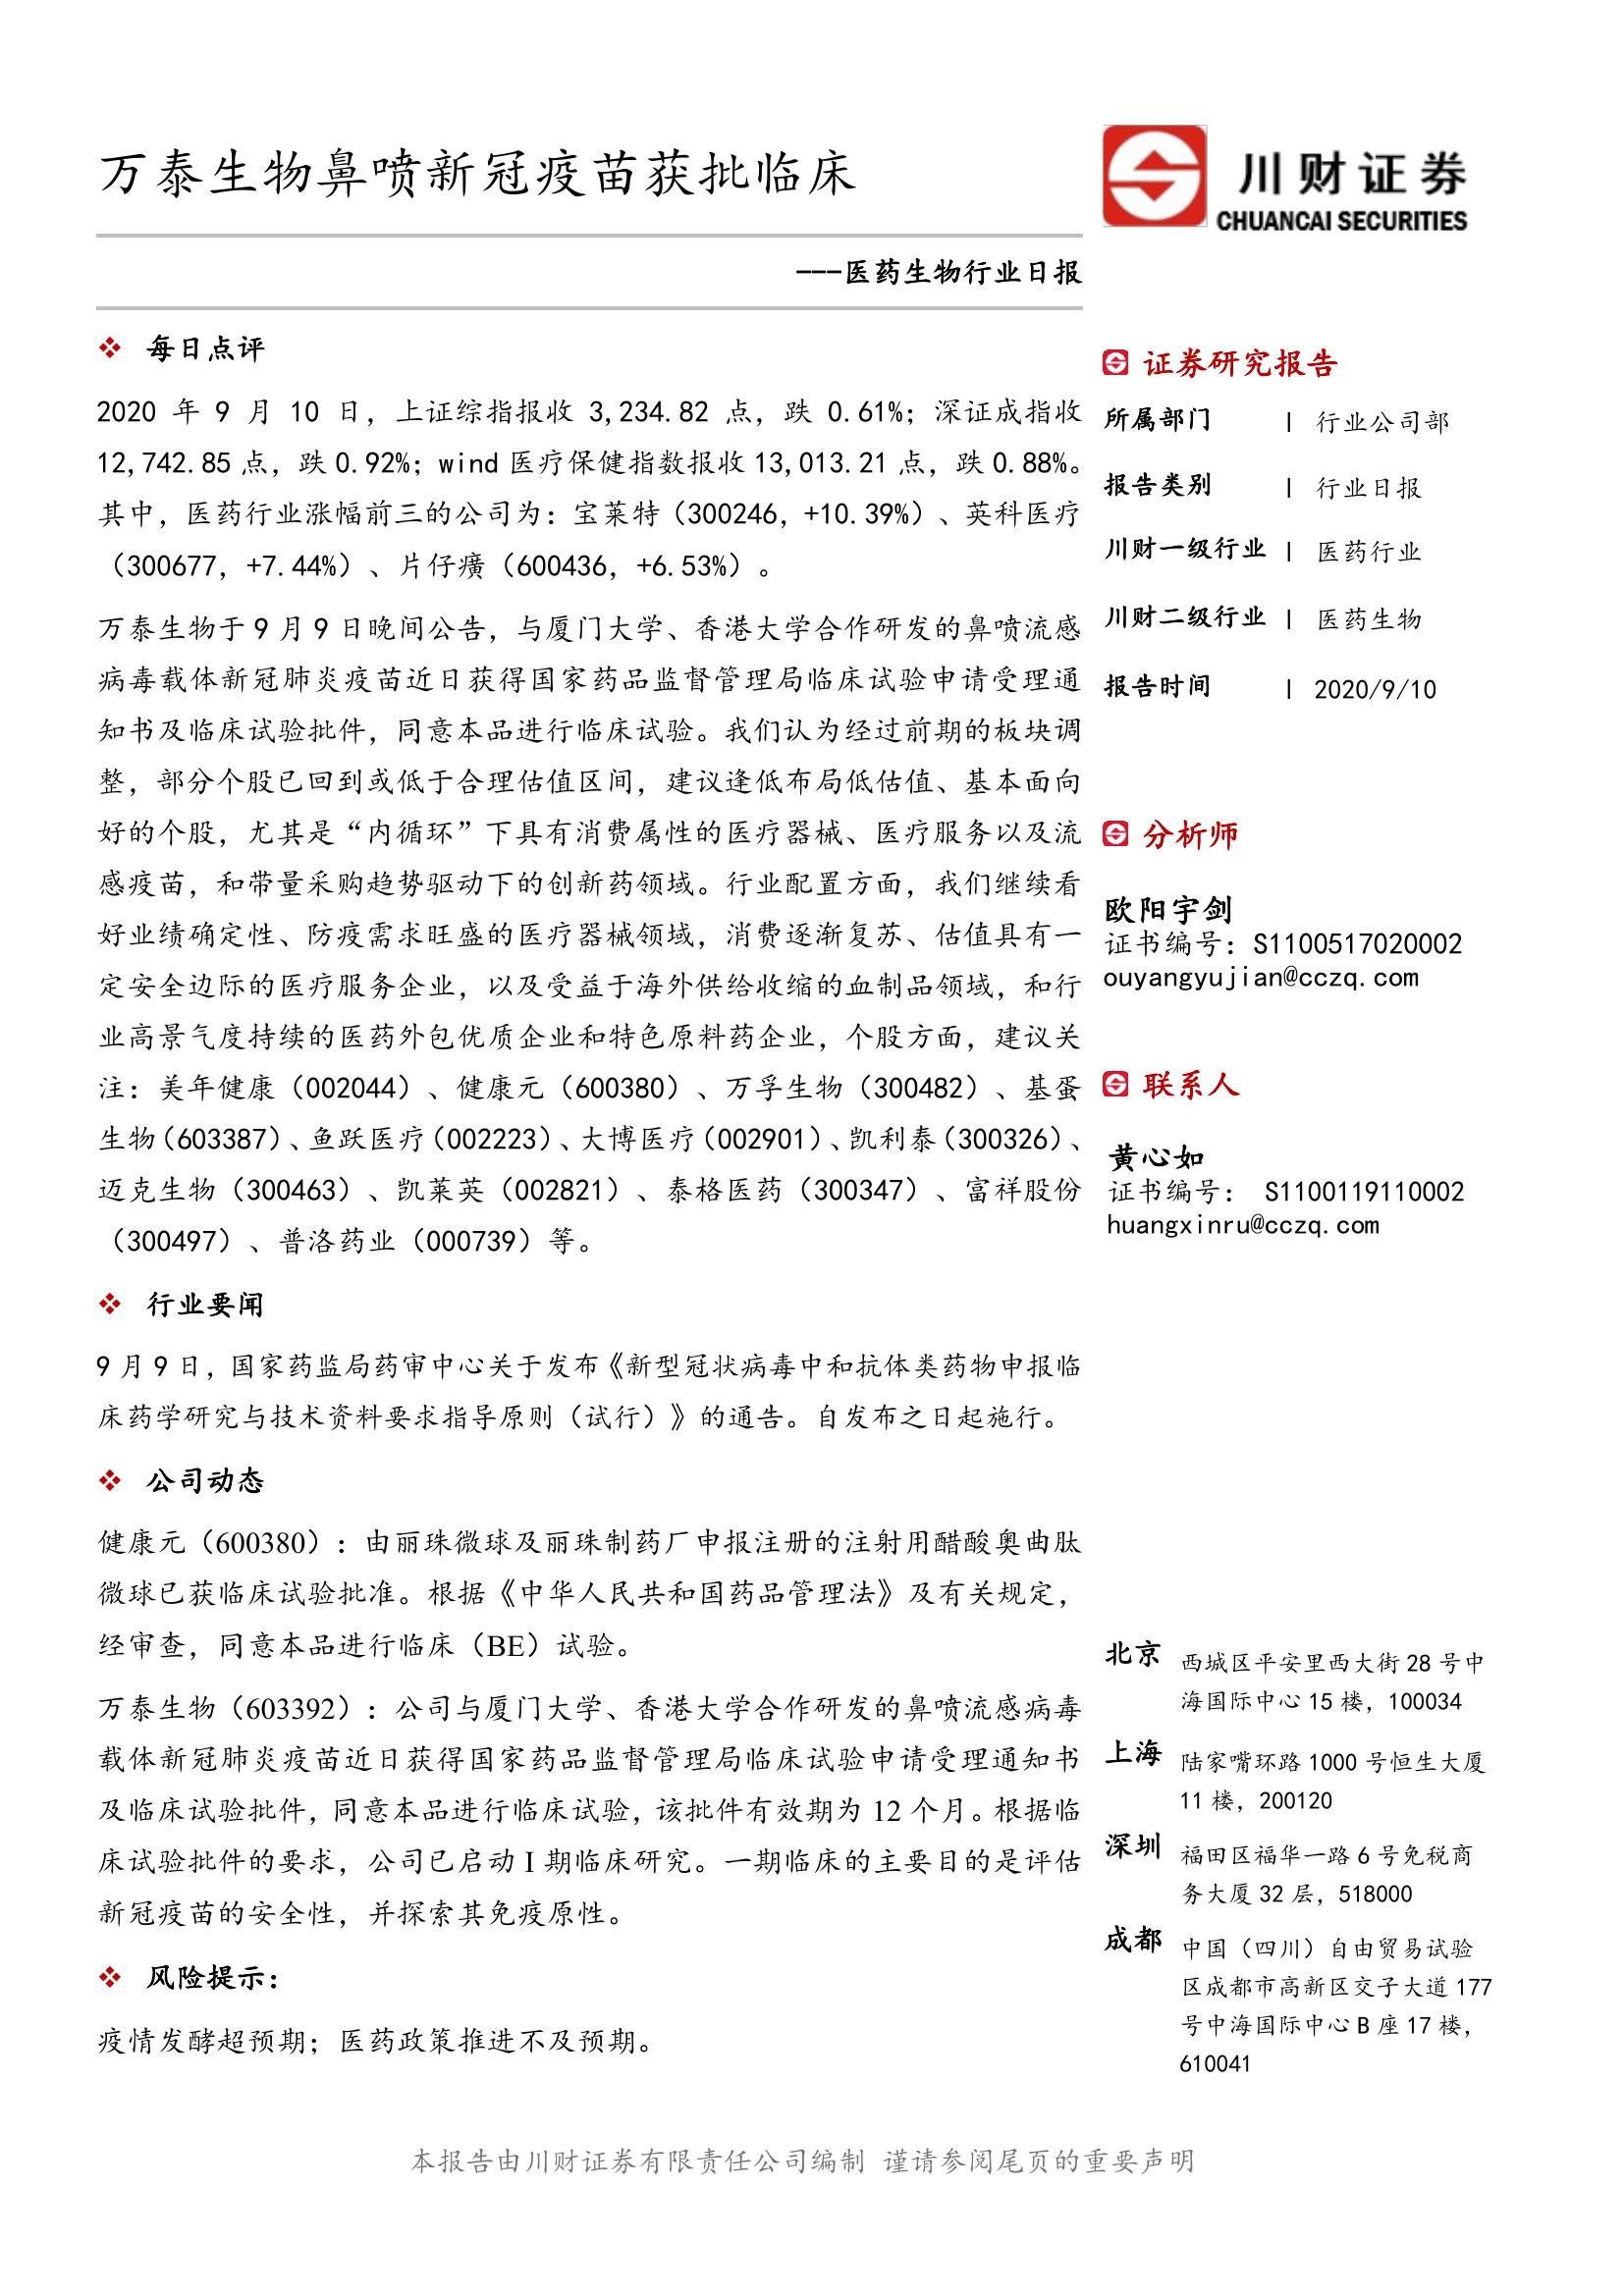 万泰生物鼻喷新冠疫苗获批临床
川财证券
CHUANCAI SECURITIES
---医药生物行业日报
❖ 每日点评
2020 年 9 月 10 日，上证综指报收 3,234.82 点，跌 0.61%；深证成指收
12,742.85 点，跌 0.92%；wind 医疗保健指数报收 13,013.21 点，跌 0.88%。
其中，医药行业涨幅前三的公司为：宝莱特（300246，+10.39%）、英科医疗
（300677，+7.44%）、片仔癀（600436，+6.53%）。
万泰生物于 9 月 9 日晚间公告，与厦门大学、香港大学合作研发的鼻喷流感
病毒载体新冠肺炎疫苗近日获得国家药品监督管理局临床试验申请受理通
知书及临床试验批件，同意本品进行临床试验。我们认为经过前期的板块调
整，部分个股已回到或低于合理估值区间，建议逢低布局低估值、基本面向
好的个股，尤其是“内循环”下具有消费属性的医疗器械、医疗服务以及流
感疫苗，和带量采购趋势驱动下的创新药领域。行业配置方面，我们继续看
好业绩确定性、防疫需求旺盛的医疗器械领域，消费逐渐复苏、估值具有一
定安全边际的医疗服务企业，以及受益于海外供给收缩的血制品领域，和行
业高景气度持续的医药外包优质企业和特色原料药企业，个股方面，建议关
注：美年健康（002044）、健康元（600380）、万孚生物（300482）、基蛋
生物（603387）、鱼跃医疗（002223）、大博医疗（002901）、凯利泰（300326）、
迈克生物（300463）、凯莱英（002821）、泰格医药（300347）、富祥股份
（300497）、普洛药业（000739）等。
❖ 行业要闻
9 月 9 日，国家药监局药审中心关于发布《新型冠状病毒中和抗体类药物申报临
床药学研究与技术资料要求指导原则（试行）》的通告。自发布之日起施行。
❖ 公司动态
健康元（600380）：由丽珠微球及丽珠制药厂申报注册的注射用醋酸奥曲肽
微球已获临床试验批准。根据《中华人民共和国药品管理法》及有关规定，
经审查，同意本品进行临床（BE）试验。
万泰生物（603392）：公司与厦门大学、香港大学合作研发的鼻喷流感病毒
载体新冠肺炎疫苗近日获得国家药品监督管理局临床试验申请受理通知书
及临床试验批件，同意本品进行临床试验，该批件有效期为 12 个月。根据临
床试验批件的要求，公司已启动 I 期临床研究。一期临床的主要目的是评估
新冠疫苗的安全性，并探索其免疫原性。
❖ 风险提示：
疫情发酵超预期；医药政策推进不及预期。
证券研究报告
所属部门 | 行业公司部
报告类别 | 行业日报
川财一级行业 | 医药行业
川财二级行业 | 医药生物
报告时间 | 2020/9/10
分析师
欧阳宇剑
证书编号：S1100517020002
ouyangyujian@cczq.com
联系人
黄心如
证书编号： S1100119110002
huangxinru@cczq.com
北京 西城区平安里西大街 28 号中
海国际中心 15 楼，100034
上海 陆家嘴环路 1000 号恒生大厦
11 楼，200120
深圳 福田区福华一路 6 号免税商
务大厦 32 层，518000
成都 中国（四川）自由贸易试验
区成都市高新区交子大道 177
号中海国际中心 B 座 17 楼，
610041
本报告由川财证券有限责任公司编制 谨请参阅尾页的重要声明